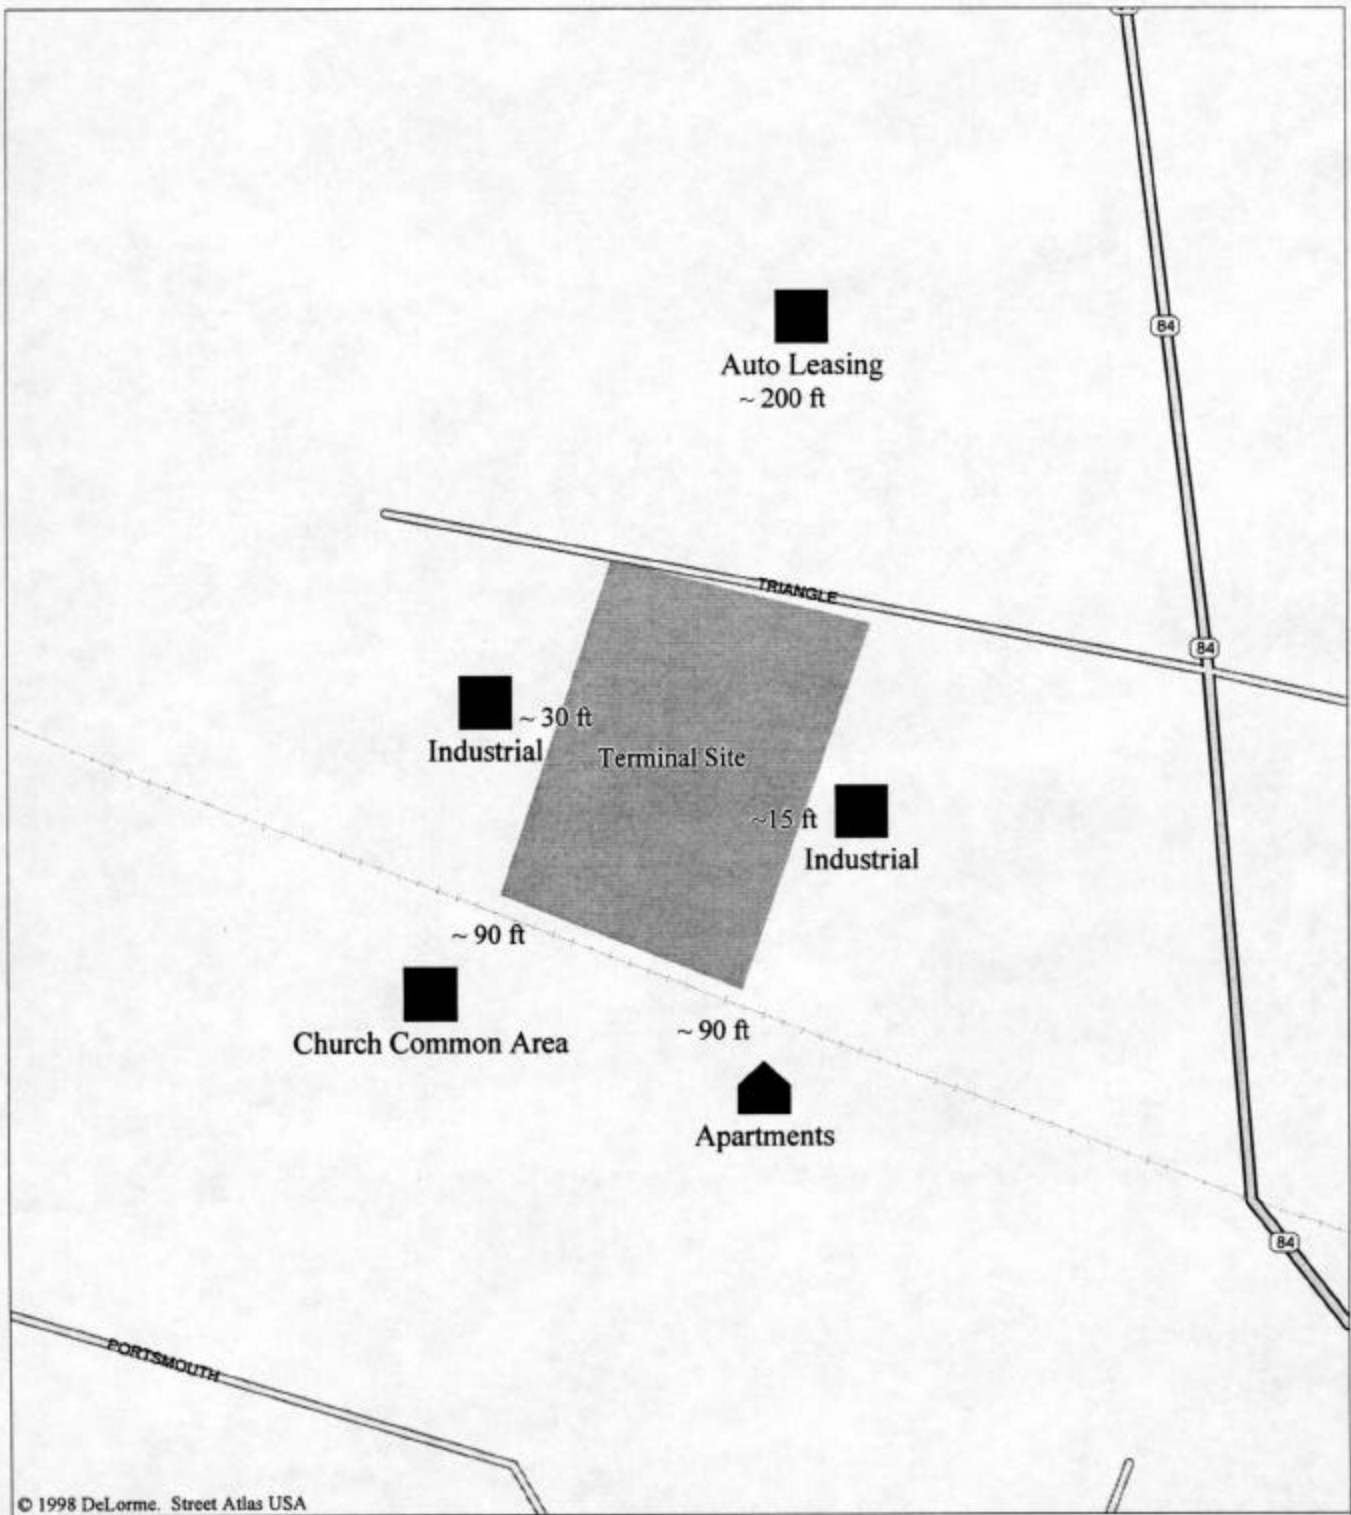 84
Auto Leasing
~ 200 ft
TRIANGLE
84
~ 30 ft
Industrial
Terminal Site
~15 ft
Industrial
~ 90 ft
Church Common Area
~ 90 ft
Apartments
84
PORTSMOUTH
© 1998 DeLorme. Street Atlas USA